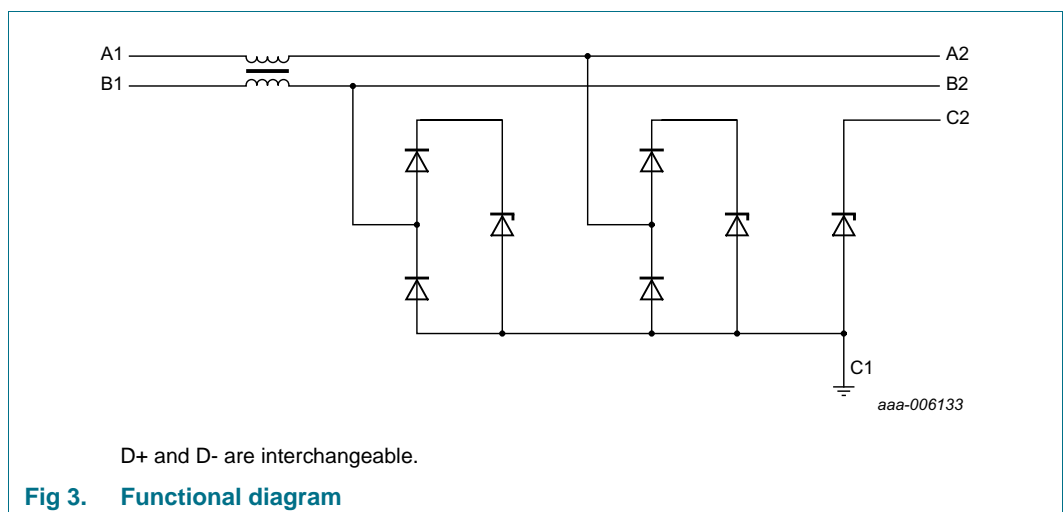 A1
A2
B1
B2
C2
C1
aaa-006133
D+ and D- are interchangeable.
Fig 3. Functional diagram